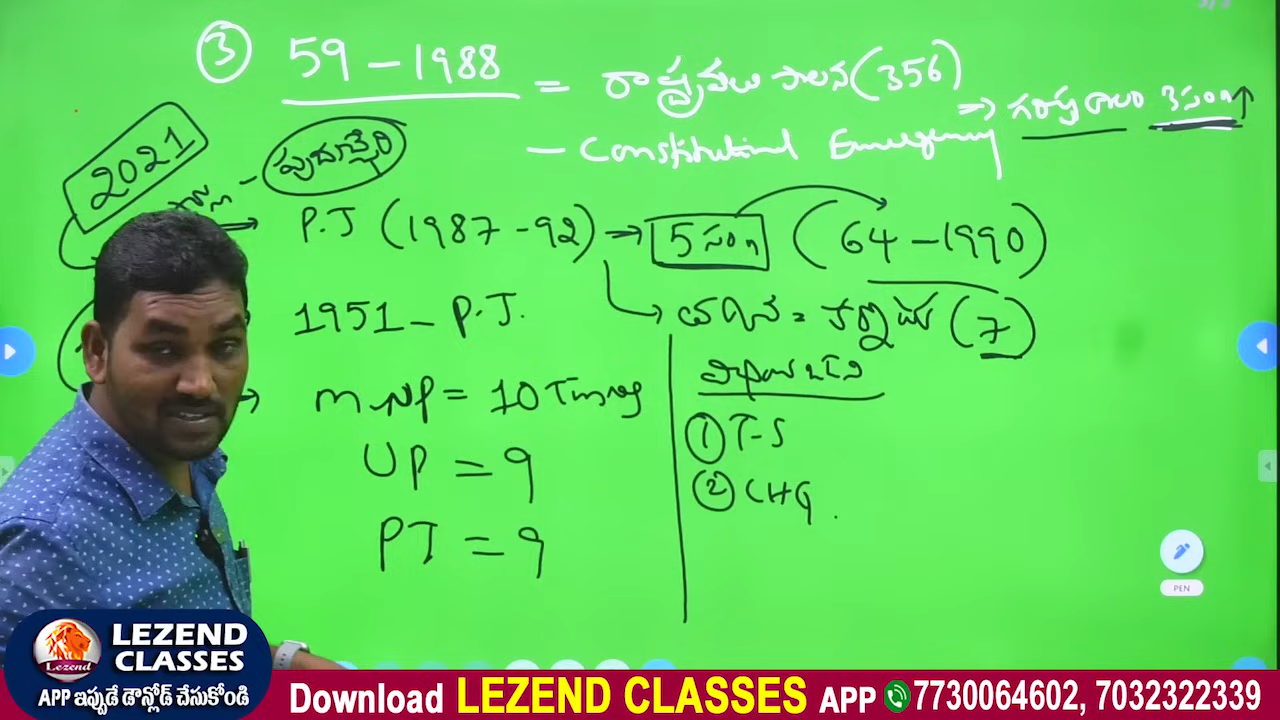 3 59 – 1988 = రాష్ట్రపతి పాలన (356)
⇒ గరిష్ట కాలం 3సం॥↑
– Constitutional Emergency
2021
పుదుచ్చేరి
P.J (1987-92) ⇒ 5సం॥ (64-1990)
1951 – P.J.
(7)
M.NP = 10 Times
UP = 9
PJ = 9
① T-S
② CHG.
PEN
Lezend
LEZEND CLASSES
APP ఇప్పుడే డౌన్లోడ్ చేసుకోండి
Download LEZEND CLASSES APP 7730064602, 7032322339